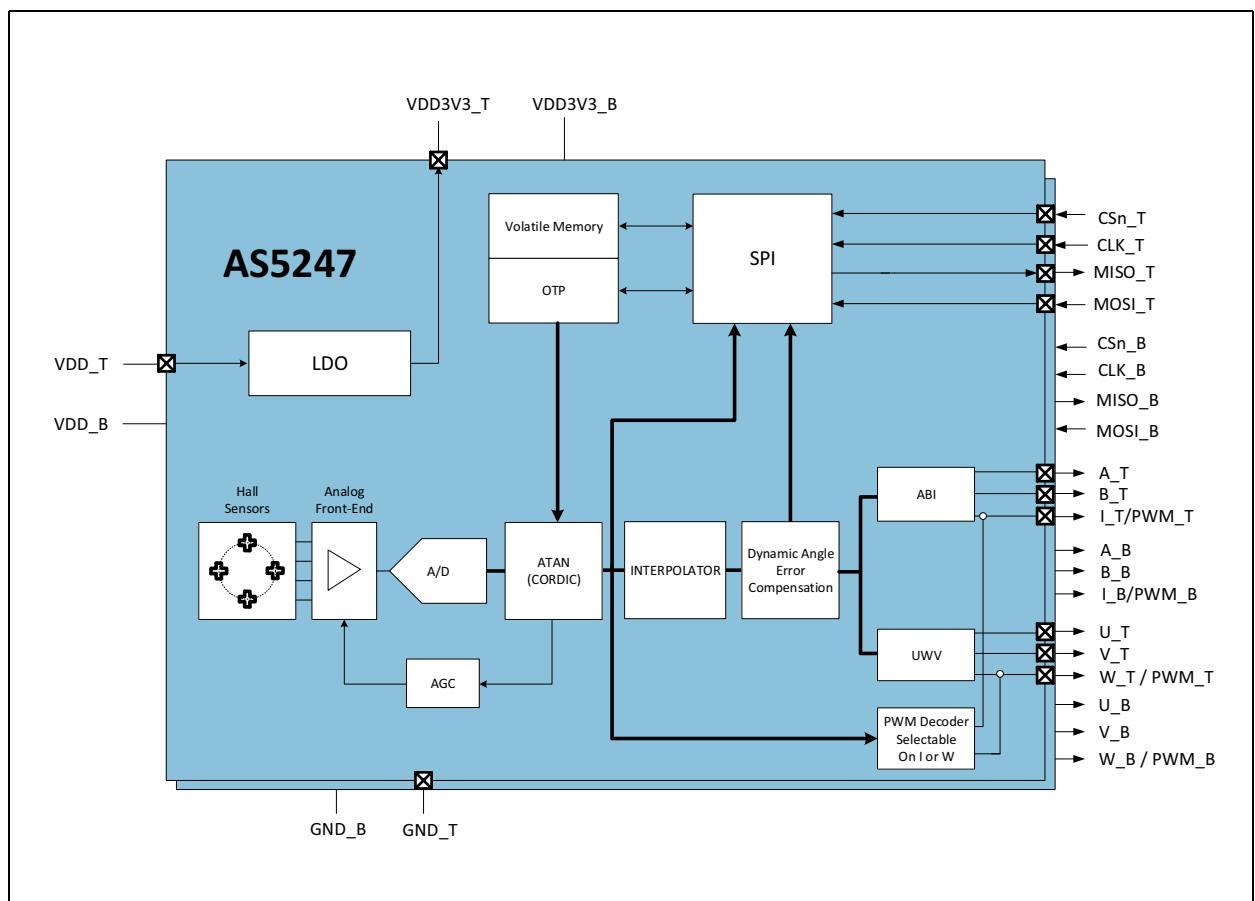 VDD3V3_T
VDD3V3_B
AS5247
Volatile Memory
OTP
SPI
CSn_T
CLK_T
MISO_T
MOSI_T
LDO
VDD_T
VDD_B
CSn_B
CLK_B
MISO_B
MOSI_B
Hall
Sensors
Analog
Front-End
A/D
ATAN
(CORDIC)
INTERPOLATOR
Dynamic Angle
Error
Compensation
ABI
A_T
B_T
I_T/PWM_T
A_B
B_B
I_B/PWM_B
AGC
UWV
U_T
V_T
W_T / PWM_T
PWM Decoder
Selectable
On I or W
U_B
V_B
W_B / PWM_B
GND_B
GND_T